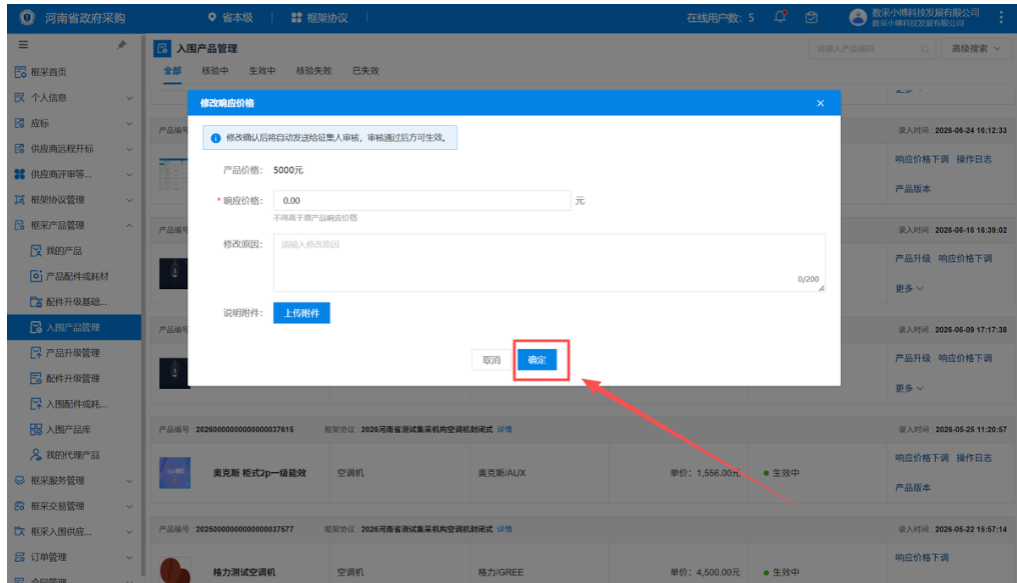 河南省政府采购
省本级
框架协议
在线用户数: 5
数采小博科技发展有限公司
数采小博科技发展有限公司
入围产品管理
请输入产品编码
高级搜索
全部 核验中 生效中 核验失效 已失效
框采首页
个人信息
应标
供应商远程开标
供应商评审等...
框架协议管理
框采产品管理
我的产品
产品配件或耗材
配件升级基础...
入围产品管理
产品升级管理
配件升级管理
入围配件或耗...
入围产品库
我的代理产品
框采服务管理
框采交易管理
框采入围供应...
订单管理
合同管理
修改响应价格
修改确认后将自动发送给征集人审核，审核通过后方可生效。
产品价格: 5000元
* 响应价格: 0.00 元
不得高于原产品响应价格
修改原因: 请输入修改原因
0/200
说明附件: 上传附件
取消 确定
产品编号
录入时间: 2026-06-24 16:12:33
响应价格下调 操作日志
产品版本
产品编号
录入时间: 2026-06-16 16:39:02
产品升级 响应价格下调
更多
产品编号
录入时间: 2026-06-09 17:17:38
产品升级 响应价格下调
更多
产品编号: 2026000000000000037615 框架协议: 2026河南省测试集采机构空调机封闭式 详情 录入时间: 2026-05-25 11:20:57
奥克斯 柜式2p一级能效 空调机 奥克斯/AUX 单价: 1,556.00元 生效中
响应价格下调 操作日志
产品版本
产品编号: 2025000000000000037577 框架协议: 2026河南省测试集采机构空调机封闭式 详情 录入时间: 2026-05-22 15:57:14
格力测试空调机 空调机 格力/GREE 单价: 4,500.00元 生效中
响应价格下调